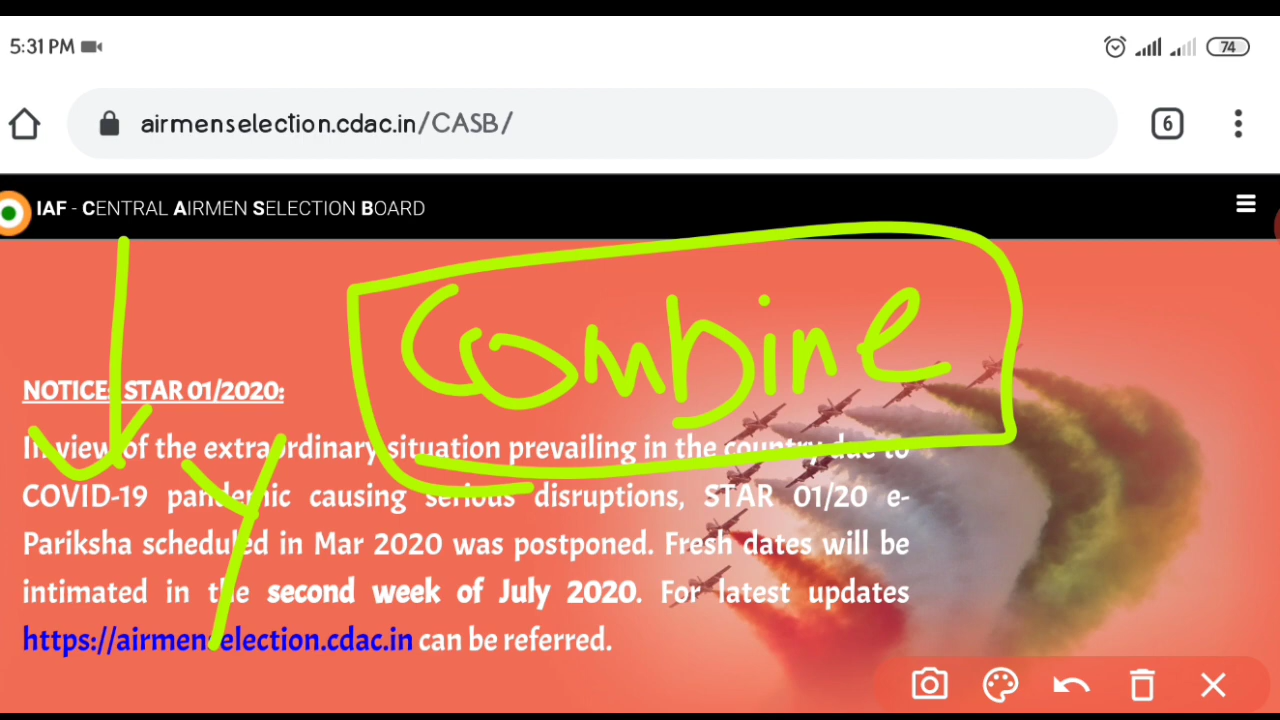 5:31 PM
74
airmenselection.cdac.in/CASB/
6
IAF - CENTRAL AIRMEN SELECTION BOARD
Combine
NOTICE: STAR 01/2020:
In view of the extraordinary situation prevailing in the country due to
COVID-19 pandemic causing serious disruptions, STAR 01/20 e-
Pariksha scheduled in Mar 2020 was postponed. Fresh dates will be
intimated in the second week of July 2020. For latest updates
https://airmenselection.cdac.in can be referred.
Y